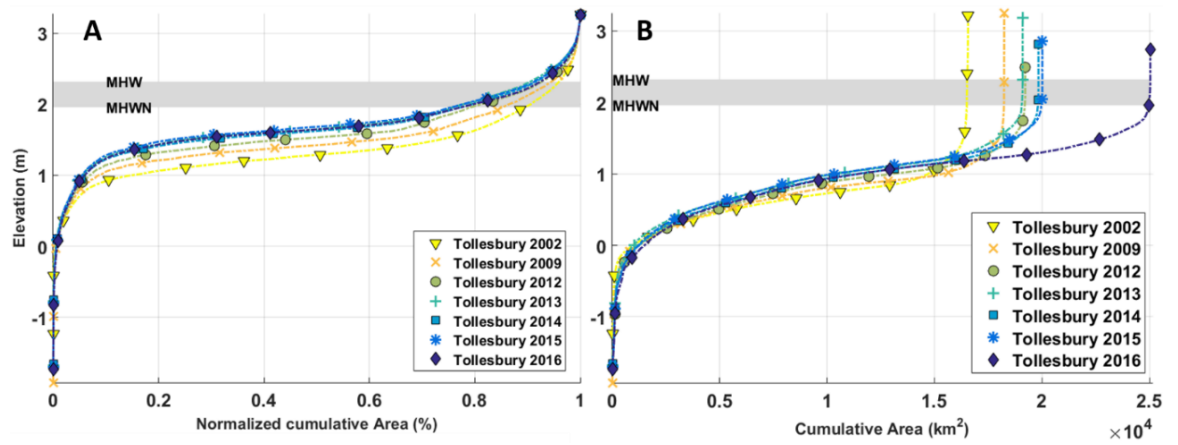 A
3
2
1
0
-1
Elevation (m)
MHW
MHWN
Tollesbury 2002
Tollesbury 2009
Tollesbury 2012
Tollesbury 2013
Tollesbury 2014
Tollesbury 2015
Tollesbury 2016
0 0.2 0.4 0.6 0.8 1
Normalized cumulative Area (%)
B
3
2
1
0
-1
MHW
MHWN
Tollesbury 2002
Tollesbury 2009
Tollesbury 2012
Tollesbury 2013
Tollesbury 2014
Tollesbury 2015
Tollesbury 2016
0 0.5 1 1.5 2 2.5
Cumulative Area (km²)
×10⁴